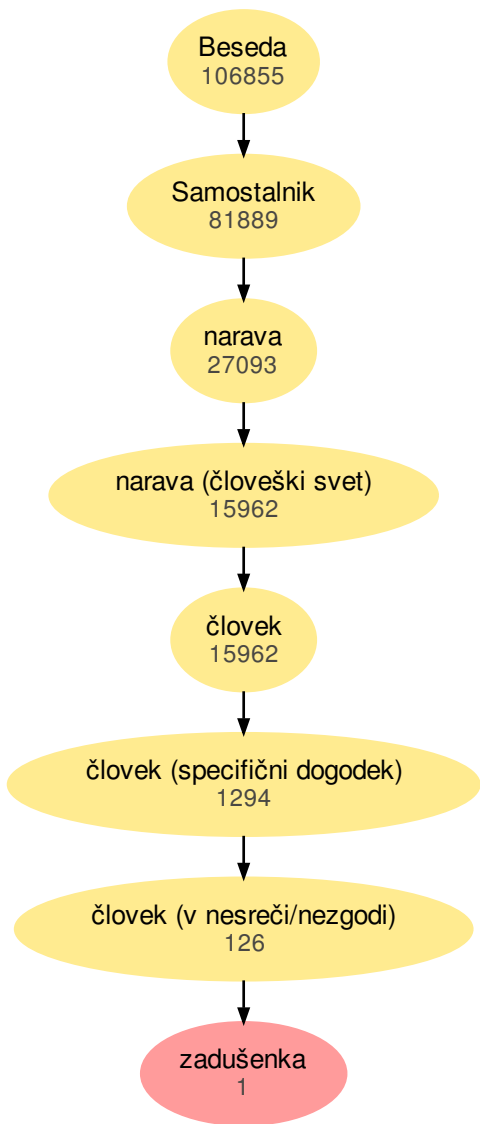 Beseda
106855
Samostalnik
81889
narava
27093
narava (človeški svet)
15962
človek
15962
človek (specifični dogodek)
1294
človek (v nesreči/nezgodi)
126
zadušenka
1